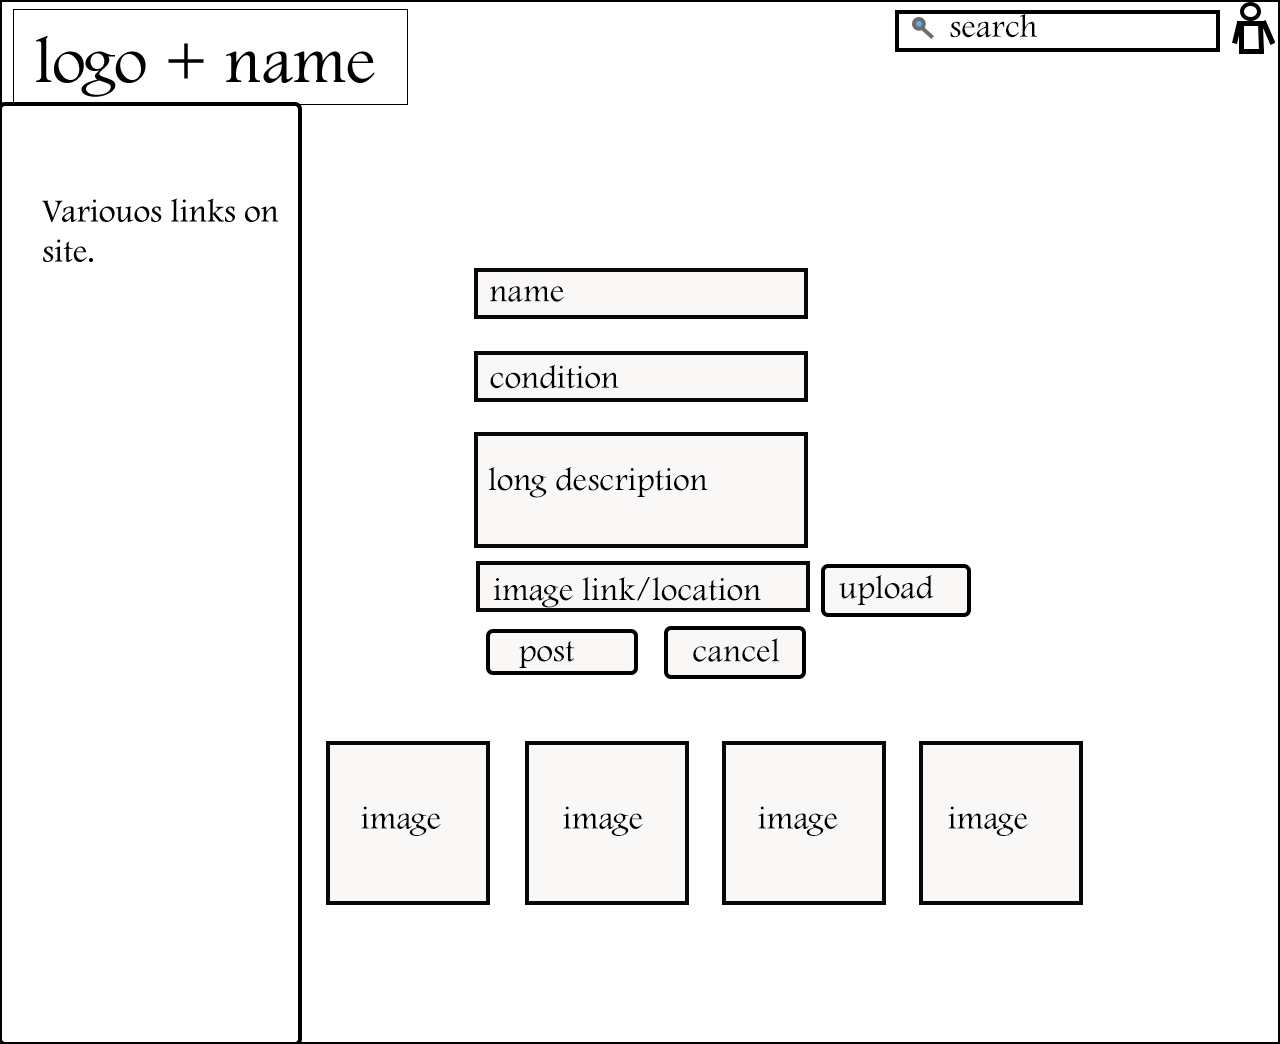 logo + name
search
Variouos links on
site.
name
condition
long description
image link/location
upload
post
cancel
image
image
image
image